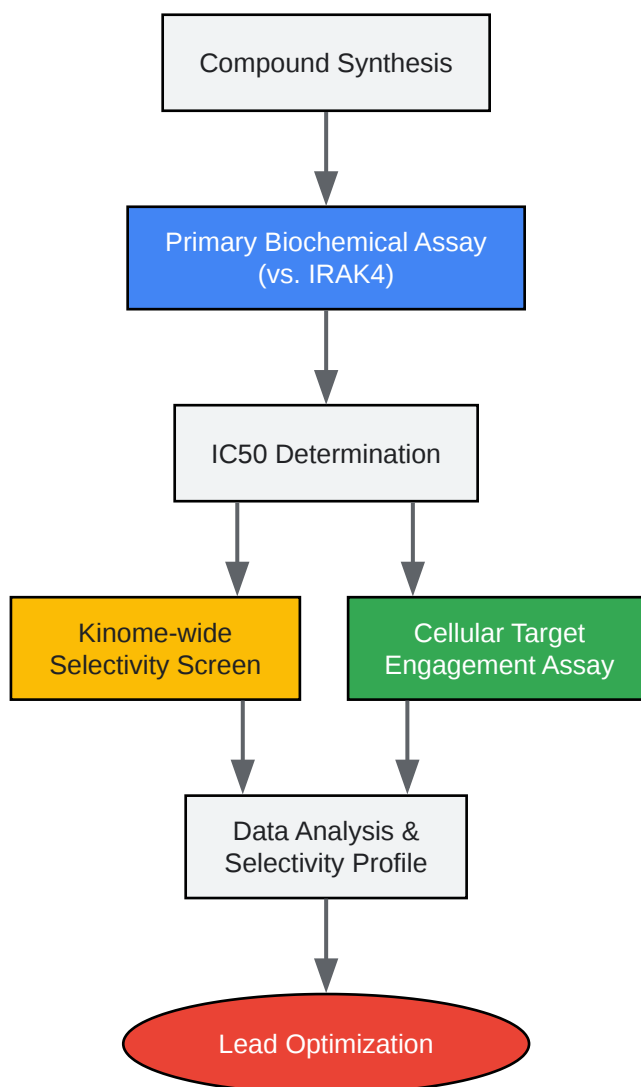 Compound Synthesis
Primary Biochemical Assay
(vs. IRAK4)
IC50 Determination
Kinome-wide
Selectivity Screen
Cellular Target
Engagement Assay
Data Analysis &
Selectivity Profile
Lead Optimization